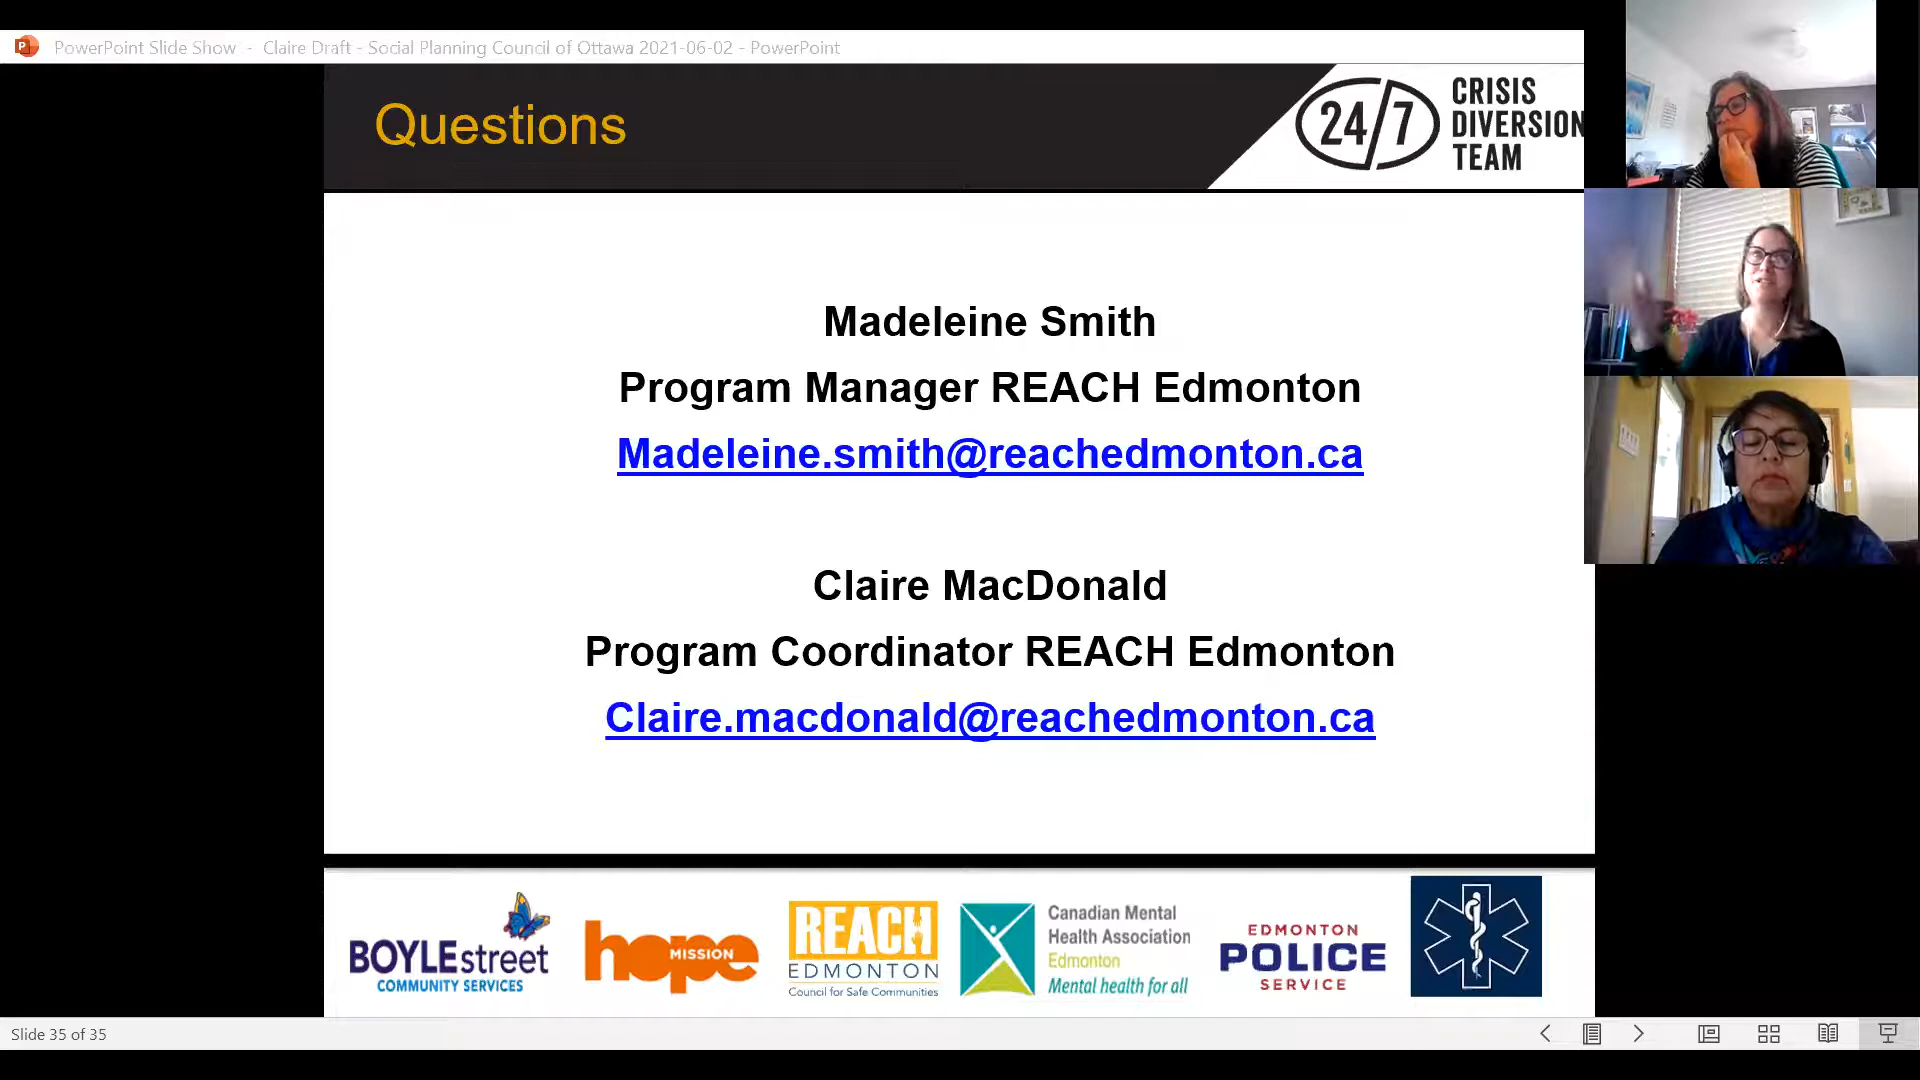 PowerPoint Slide Show - Claire Draft - Social Planning Council of Ottawa 2021-06-02 - PowerPoint
Questions
24/7
CRISIS
DIVERSION
TEAM
Madeleine Smith
Program Manager REACH Edmonton
Madeleine.smith@reachedmonton.ca
Claire MacDonald
Program Coordinator REACH Edmonton
Claire.macdonald@reachedmonton.ca
BOYLE street
COMMUNITY SERVICES
hope MISSION
REACH
EDMONTON
Council for Safe Communities
Canadian Mental
Health Association
Edmonton
Mental health for all
EDMONTON
POLICE
SERVICE
Slide 35 of 35